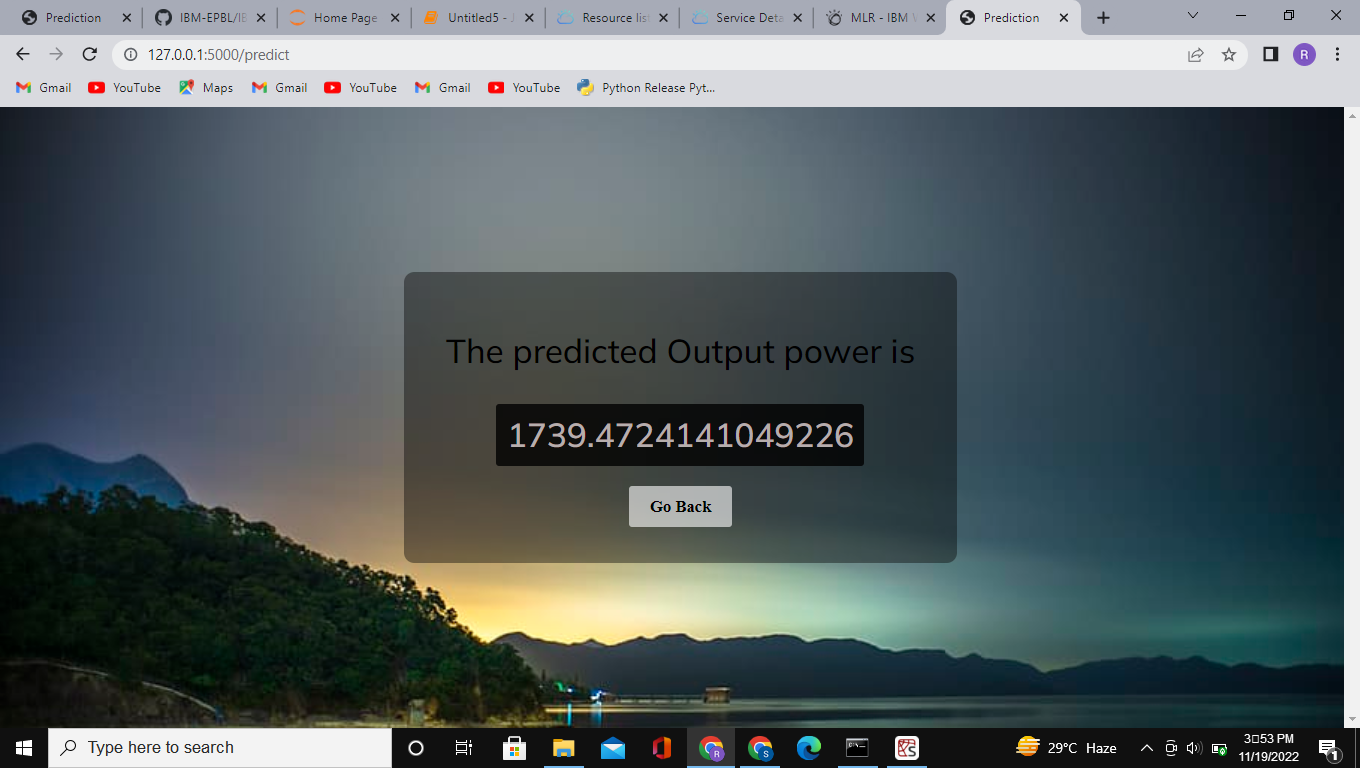 Prediction
IBM-EPBL/IB
Home Page
Untitled5 - J
Resource list
Service Deta
MLR - IBM W
Prediction
127.0.0.1:5000/predict
R
Gmail
YouTube
Maps
Gmail
YouTube
Gmail
YouTube
Python Release Pyt...
The predicted Output power is
1739.4724141049226
Go Back
Type here to search
R
S
29°C Haze
3:53 PM
11/19/2022
1